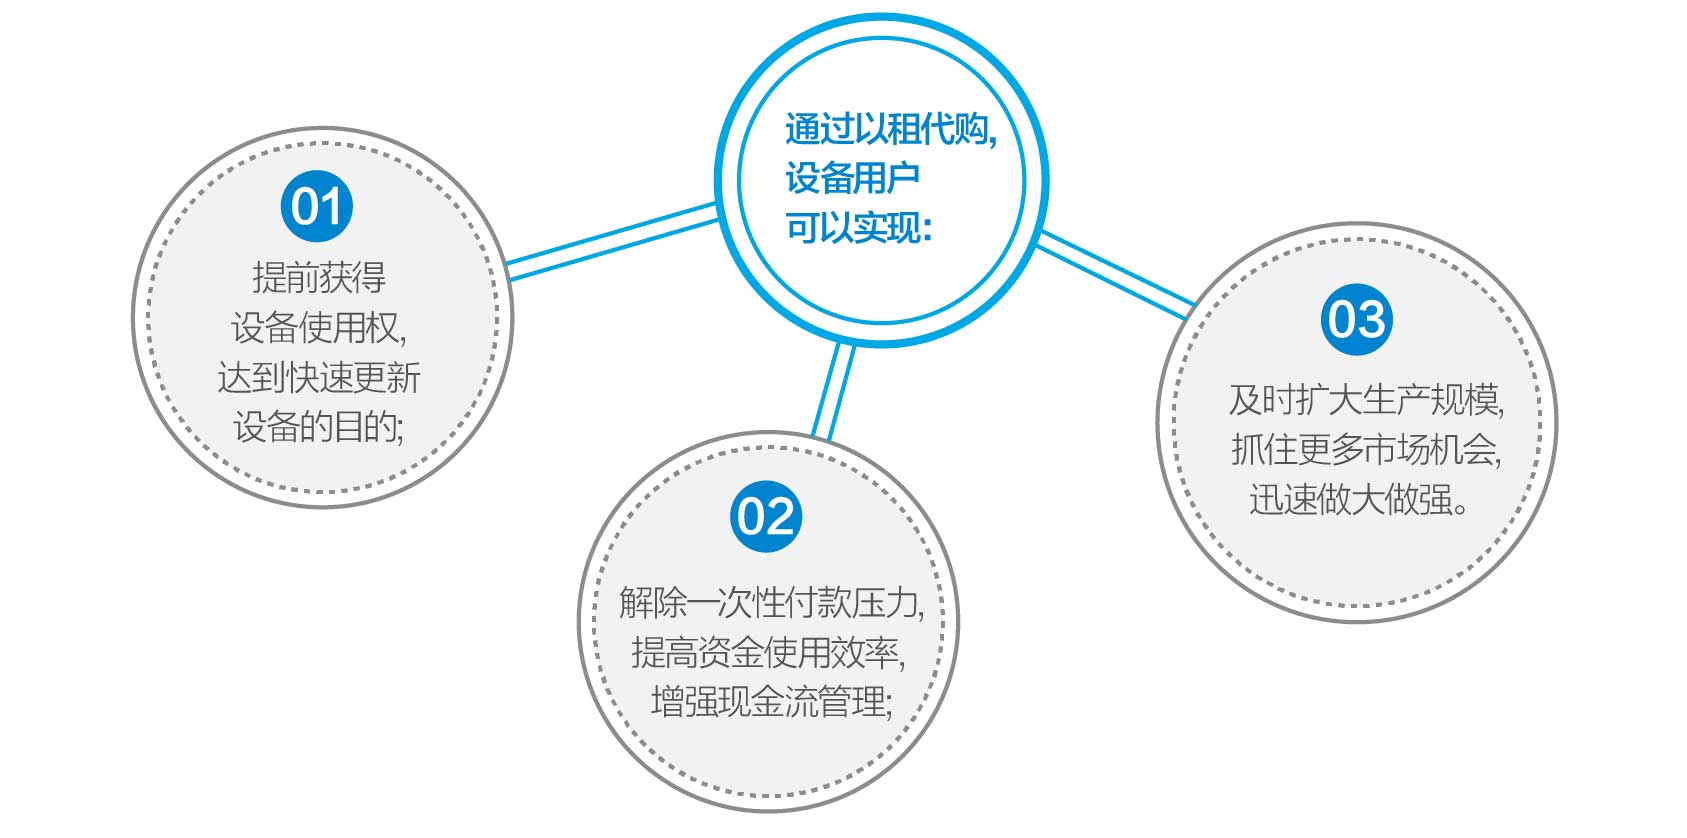 通过以租代购,
设备用户
可以实现：
01
提前获得
设备使用权,
达到快速更新
设备的目的;
02
解除一次性付款压力,
提高资金使用效率,
增强现金流管理;
03
及时扩大生产规模,
抓住更多市场机会,
迅速做大做强。